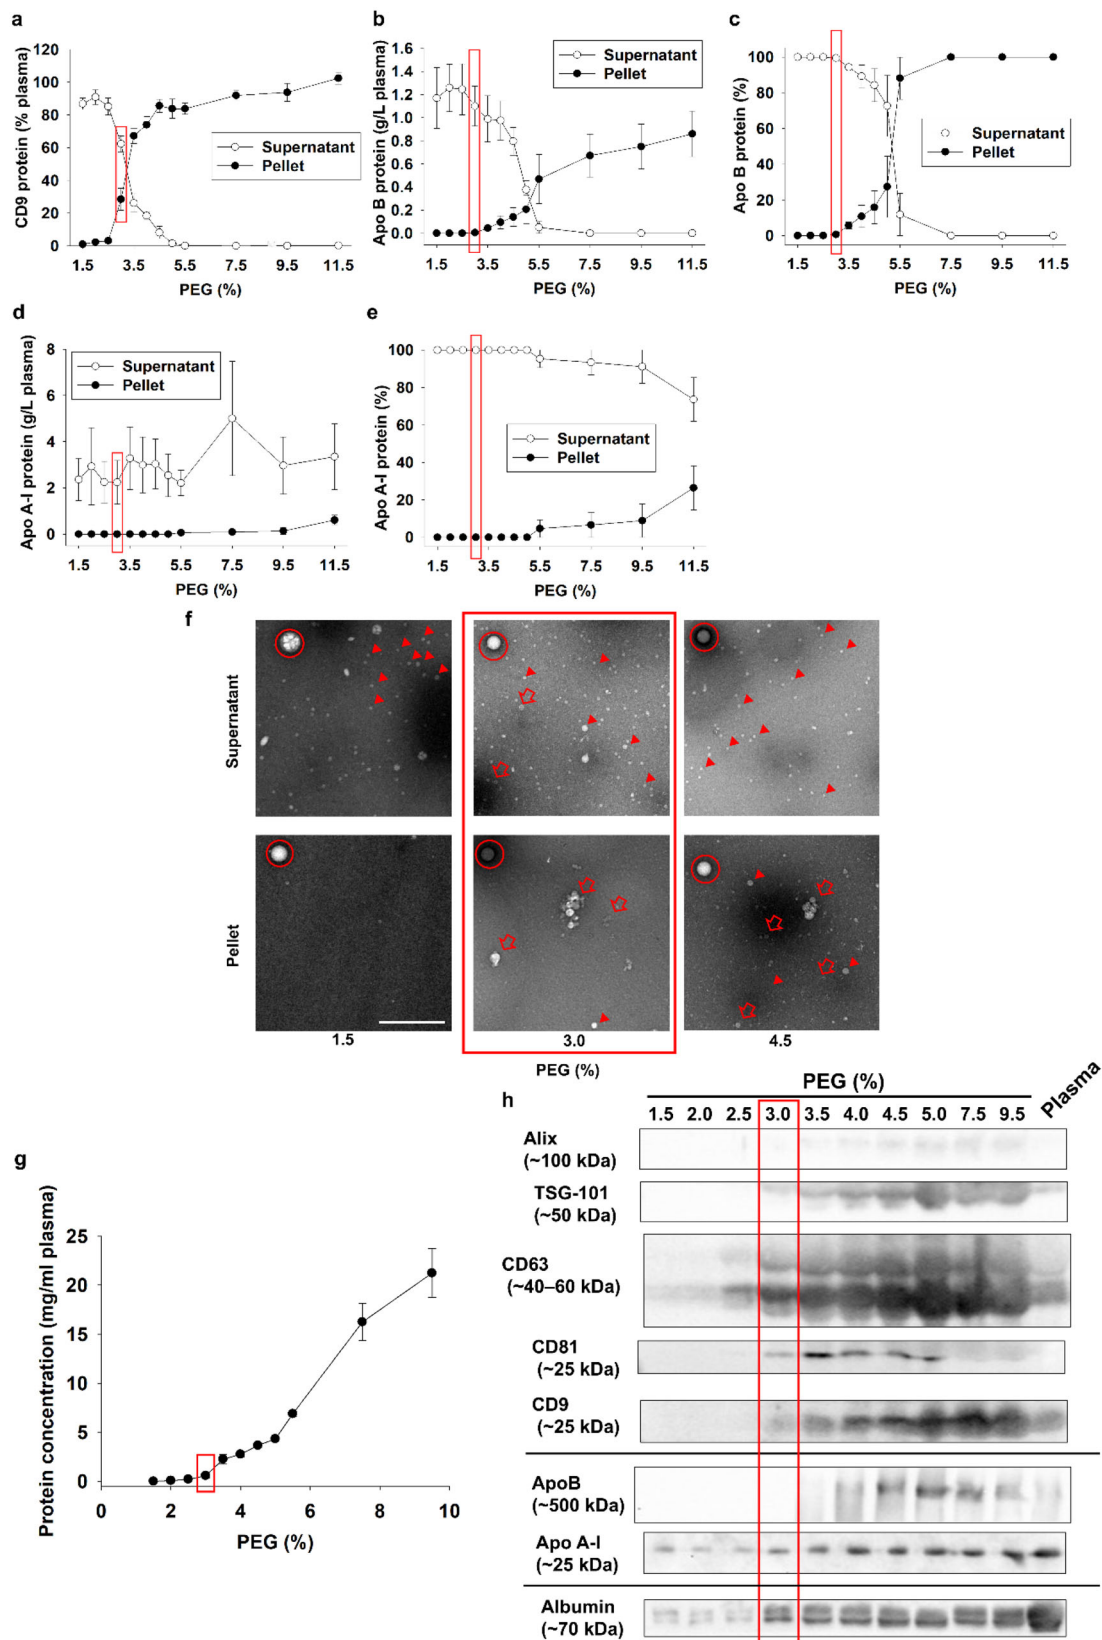 a
CD9 protein (% plasma)
120
100
80
60
40
20
0
Supernatant
Pellet
1.5 3.5 5.5 7.5 9.5 11.5
PEG (%)
b
Apo B protein (g/L plasma)
1.6
1.4
1.2
1.0
0.8
0.6
0.4
0.2
0.0
Supernatant
Pellet
1.5 3.5 5.5 7.5 9.5 11.5
PEG (%)
c
Apo B protein (%)
100
80
60
40
20
0
Supernatant
Pellet
1.5 3.5 5.5 7.5 9.5 11.5
PEG (%)
d
Apo A-I protein (g/L plasma)
8
6
4
2
0
Supernatant
Pellet
1.5 3.5 5.5 7.5 9.5 11.5
PEG (%)
e
Apo A-I protein (%)
100
80
60
40
20
0
Supernatant
Pellet
1.5 3.5 5.5 7.5 9.5 11.5
PEG (%)
f
Supernatant
Pellet
1.5 3.0 4.5
PEG (%)
g
Protein concentration (mg/ml plasma)
25
20
15
10
5
0
0 2 4 6 8 10
PEG (%)
h
PEG (%)
1.5 2.0 2.5 3.0 3.5 4.0 4.5 5.0 7.5 9.5 Plasma
Alix
(~100 kDa)
TSG-101
(~50 kDa)
CD63
(~40–60 kDa)
CD81
(~25 kDa)
CD9
(~25 kDa)
ApoB
(~500 kDa)
Apo A-I
(~25 kDa)
Albumin
(~70 kDa)